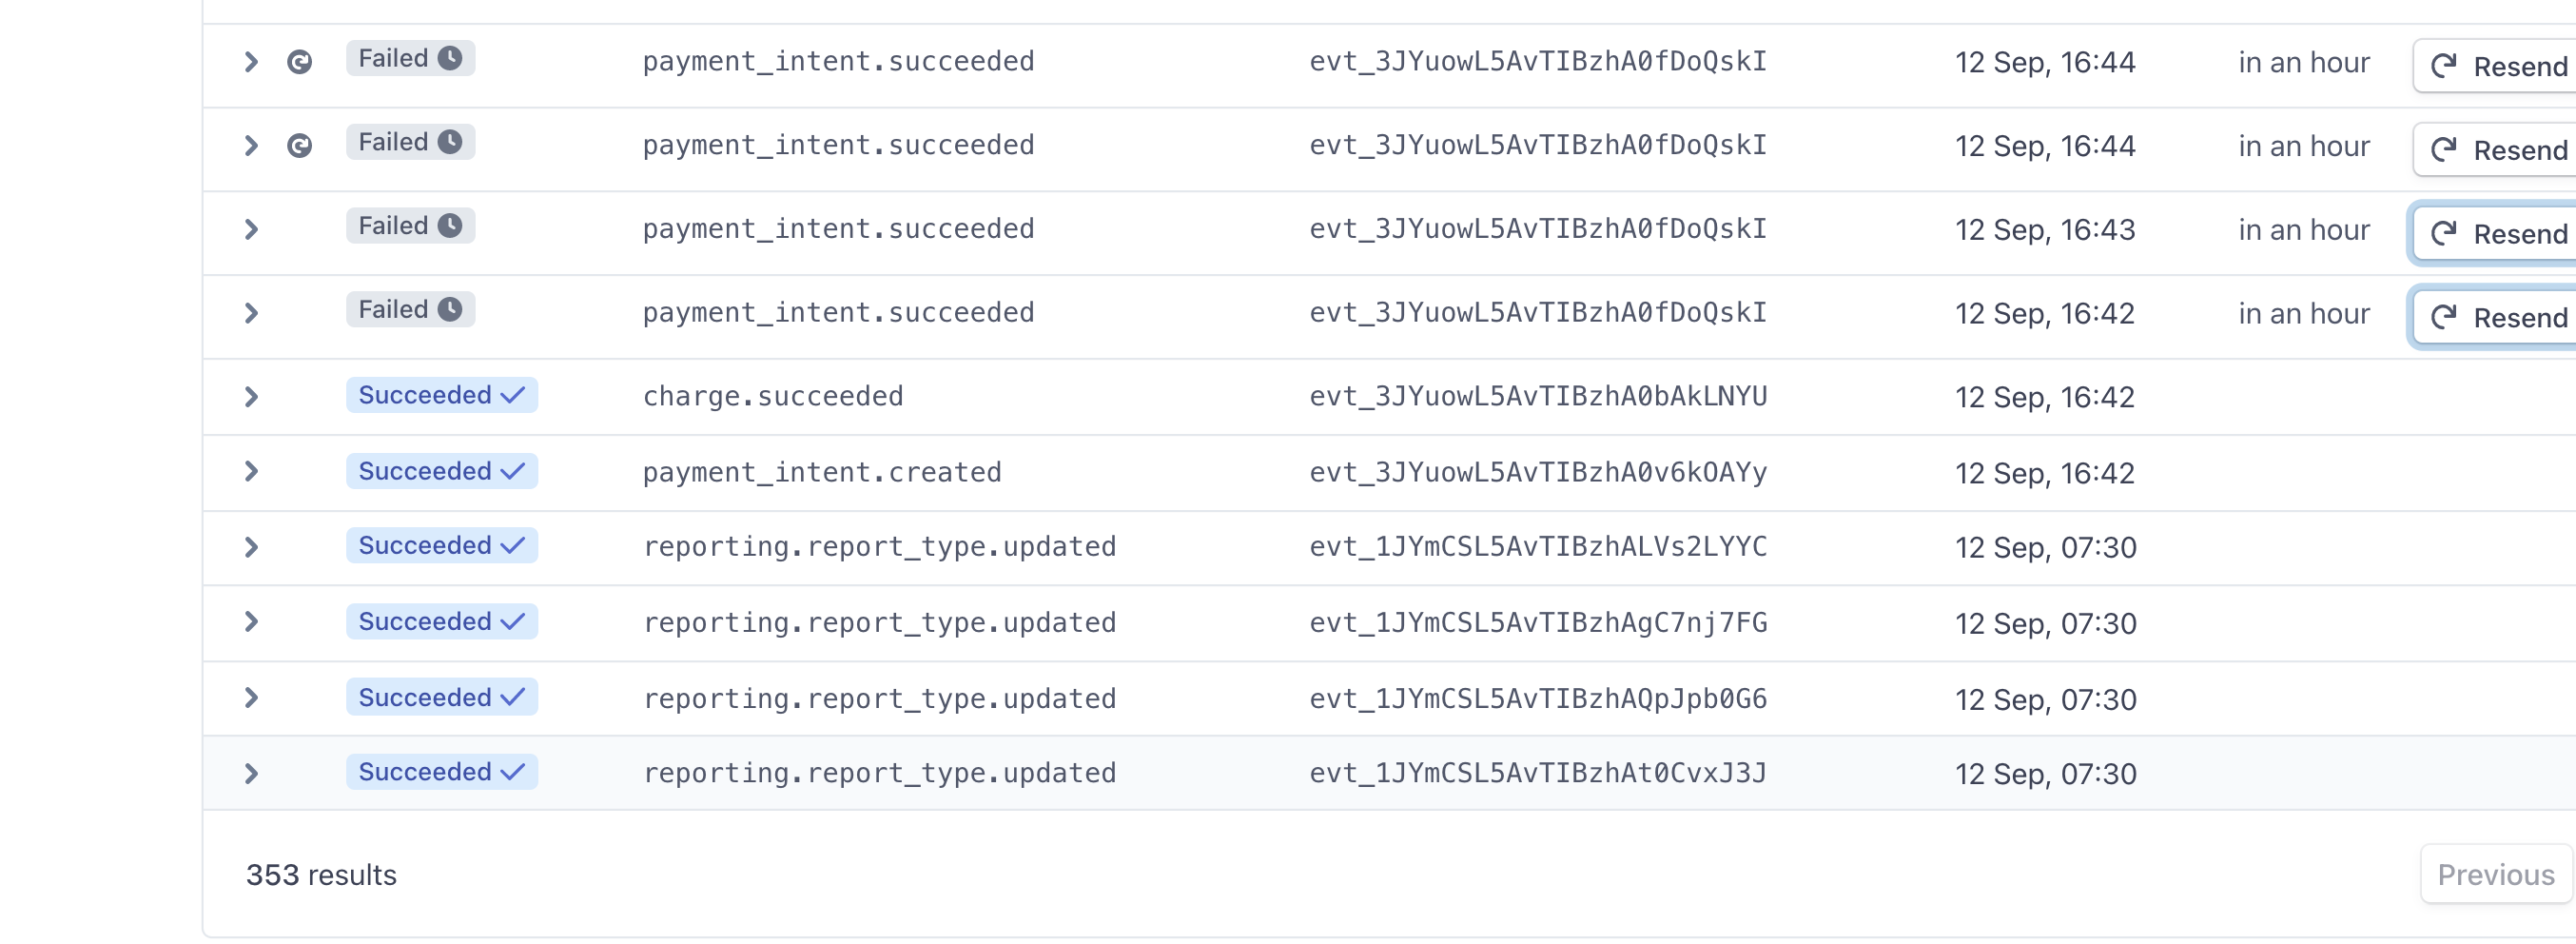 Failed payment_intent.succeeded evt_3JYuowL5AvTIBzhA0fDoQskI 12 Sep, 16:44 in an hour Resend
Failed payment_intent.succeeded evt_3JYuowL5AvTIBzhA0fDoQskI 12 Sep, 16:44 in an hour Resend
Failed payment_intent.succeeded evt_3JYuowL5AvTIBzhA0fDoQskI 12 Sep, 16:43 in an hour Resend
Failed payment_intent.succeeded evt_3JYuowL5AvTIBzhA0fDoQskI 12 Sep, 16:42 in an hour Resend
Succeeded charge.succeeded evt_3JYuowL5AvTIBzhA0bAkLNYU 12 Sep, 16:42
Succeeded payment_intent.created evt_3JYuowL5AvTIBzhA0v6kOAYy 12 Sep, 16:42
Succeeded reporting.report_type.updated evt_1JYmCSL5AvTIBzhALVs2LYYC 12 Sep, 07:30
Succeeded reporting.report_type.updated evt_1JYmCSL5AvTIBzhAgC7nj7FG 12 Sep, 07:30
Succeeded reporting.report_type.updated evt_1JYmCSL5AvTIBzhAQpJpb0G6 12 Sep, 07:30
Succeeded reporting.report_type.updated evt_1JYmCSL5AvTIBzhAt0CvxJ3J 12 Sep, 07:30
353 results Previous